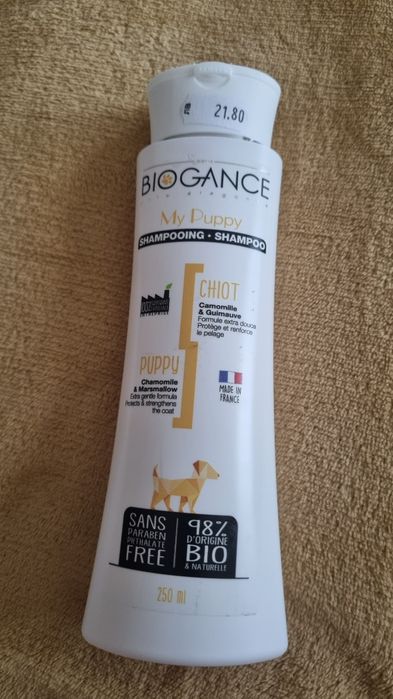 21.80
BIOGANCE
My Puppy
SHAMPOOING • SHAMPOO
CHIOT
Camomille
& Guimauve
Formule extra douce
Protège et renforce
le pelage
PUPPY
Chamomile
& Marsmallow
Extra gentle formula
Protects & strengthens
the coat
MADE IN
FRANCE
SANS
PARABEN
PHTHALATE
FREE
98%
D'ORIGINE
BIO
& NATURELLE
250 ml